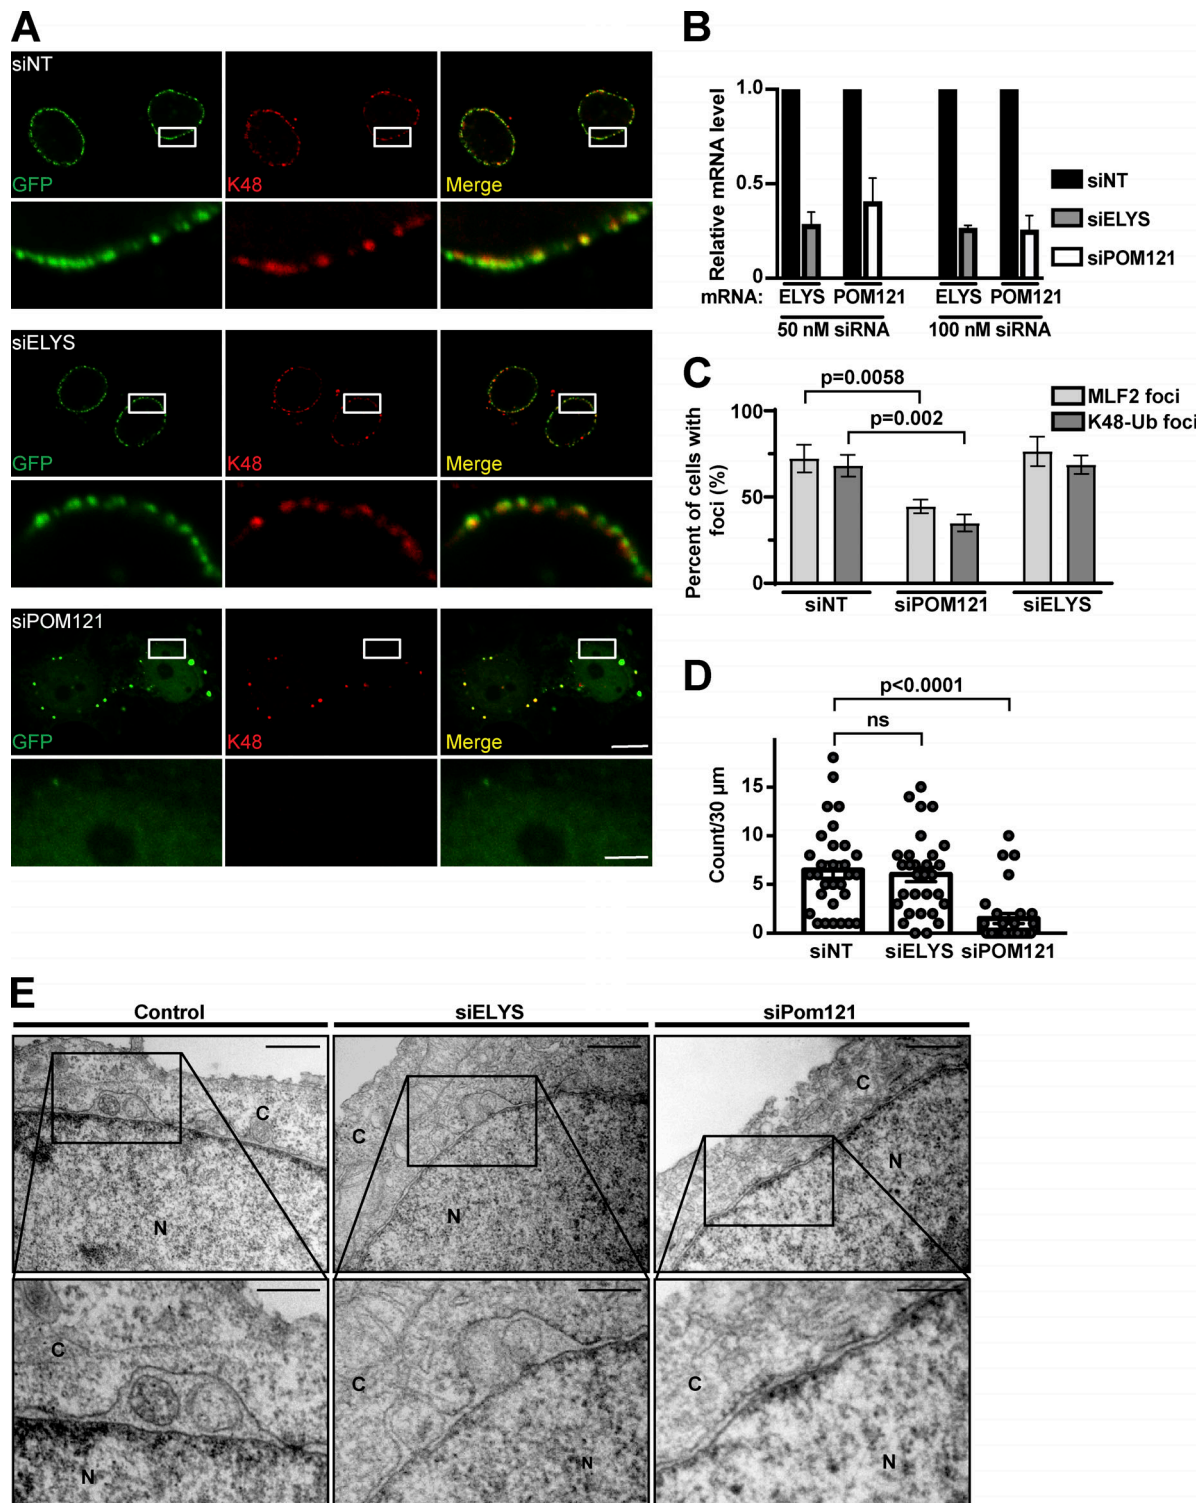 A
siNT
GFP
K48
Merge
siELYS
GFP
K48
Merge
siPOM121
GFP
K48
Merge
B
Relative mRNA level
1.0
0.5
0
siNT
siELYS
siPOM121
mRNA: ELYS POM121 ELYS POM121
50 nM siRNA 100 nM siRNA
C
p=0.0058
p=0.002
MLF2 foci
K48-Ub foci
Percent of cells with
foci (%)
100
50
0
siNT siPOM121 siELYS
D
p<0.0001
ns
Count/30 µm
15
10
5
0
siNT siELYS siPOM121
E
Control siELYS siPom121
C
N
C
N
C
N
C
N
C
N
C
N